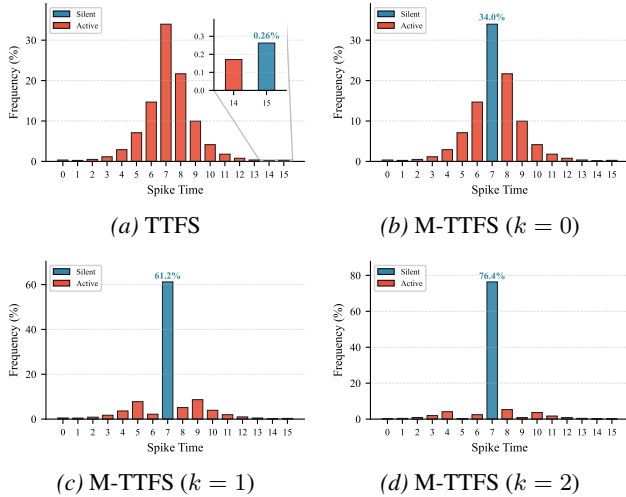 Silent
Active
Frequency (%)
30
20
10
0
0.3
0.2
0.1
0.0
0.26%
14 15
0 1 2 3 4 5 6 7 8 9 10 11 12 13 14 15
Spike Time
(a) TTFS
Silent
Active
34.0%
Frequency (%)
30
20
10
0
0 1 2 3 4 5 6 7 8 9 10 11 12 13 14 15
Spike Time
(b) M-TTFS (k = 0)
Silent
Active
61.2%
Frequency (%)
60
40
20
0
0 1 2 3 4 5 6 7 8 9 10 11 12 13 14 15
Spike Time
(c) M-TTFS (k = 1)
Silent
Active
76.4%
Frequency (%)
80
60
40
20
0
0 1 2 3 4 5 6 7 8 9 10 11 12 13 14 15
Spike Time
(d) M-TTFS (k = 2)